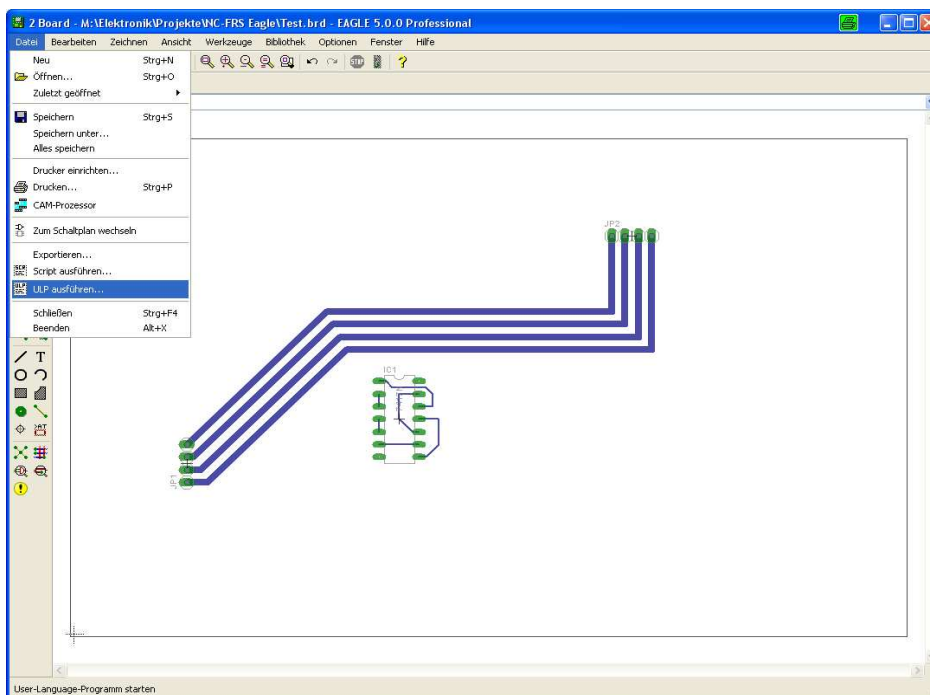 2 Board - M:\Elektronik\Projekte\NC-FRS Eagle\Test.brd - EAGLE 5.0.0 Professional
Datei Bearbeiten Zeichnen Ansicht Werkzeuge Bibliothek Optionen Fenster Hilfe
Neu Strg+N
Öffnen... Strg+O
Zuletzt geöffnet
Speichern Strg+S
Speichern unter...
Alles speichern
Drucker einrichten...
Drucken... Strg+P
CAM-Prozessor
Zum Schaltplan wechseln
Exportieren...
Script ausführen...
ULP ausführen...
Schließen Strg+F4
Beenden Alt+X
STOP
JP2
IC1
JP1
User-Language-Programm starten